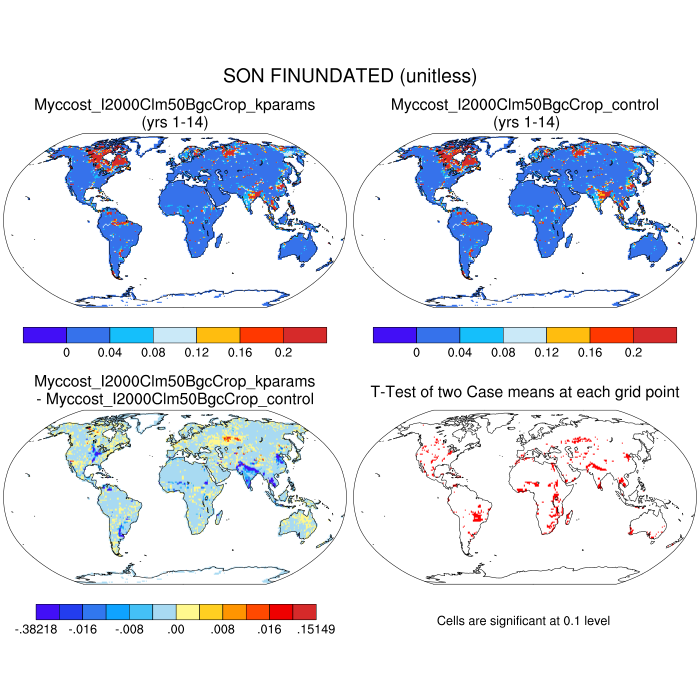 SON FINUNDATED (unitless)
Myccost_I2000Clm50BgcCrop_kparams
(yrs 1-14)
Myccost_I2000Clm50BgcCrop_control
(yrs 1-14)
0 0.04 0.08 0.12 0.16 0.2
0 0.04 0.08 0.12 0.16 0.2
Myccost_I2000Clm50BgcCrop_kparams
- Myccost_I2000Clm50BgcCrop_control
T-Test of two Case means at each grid point
-.38218 -.016 -.008 .00 .008 .016 .15149
Cells are significant at 0.1 level